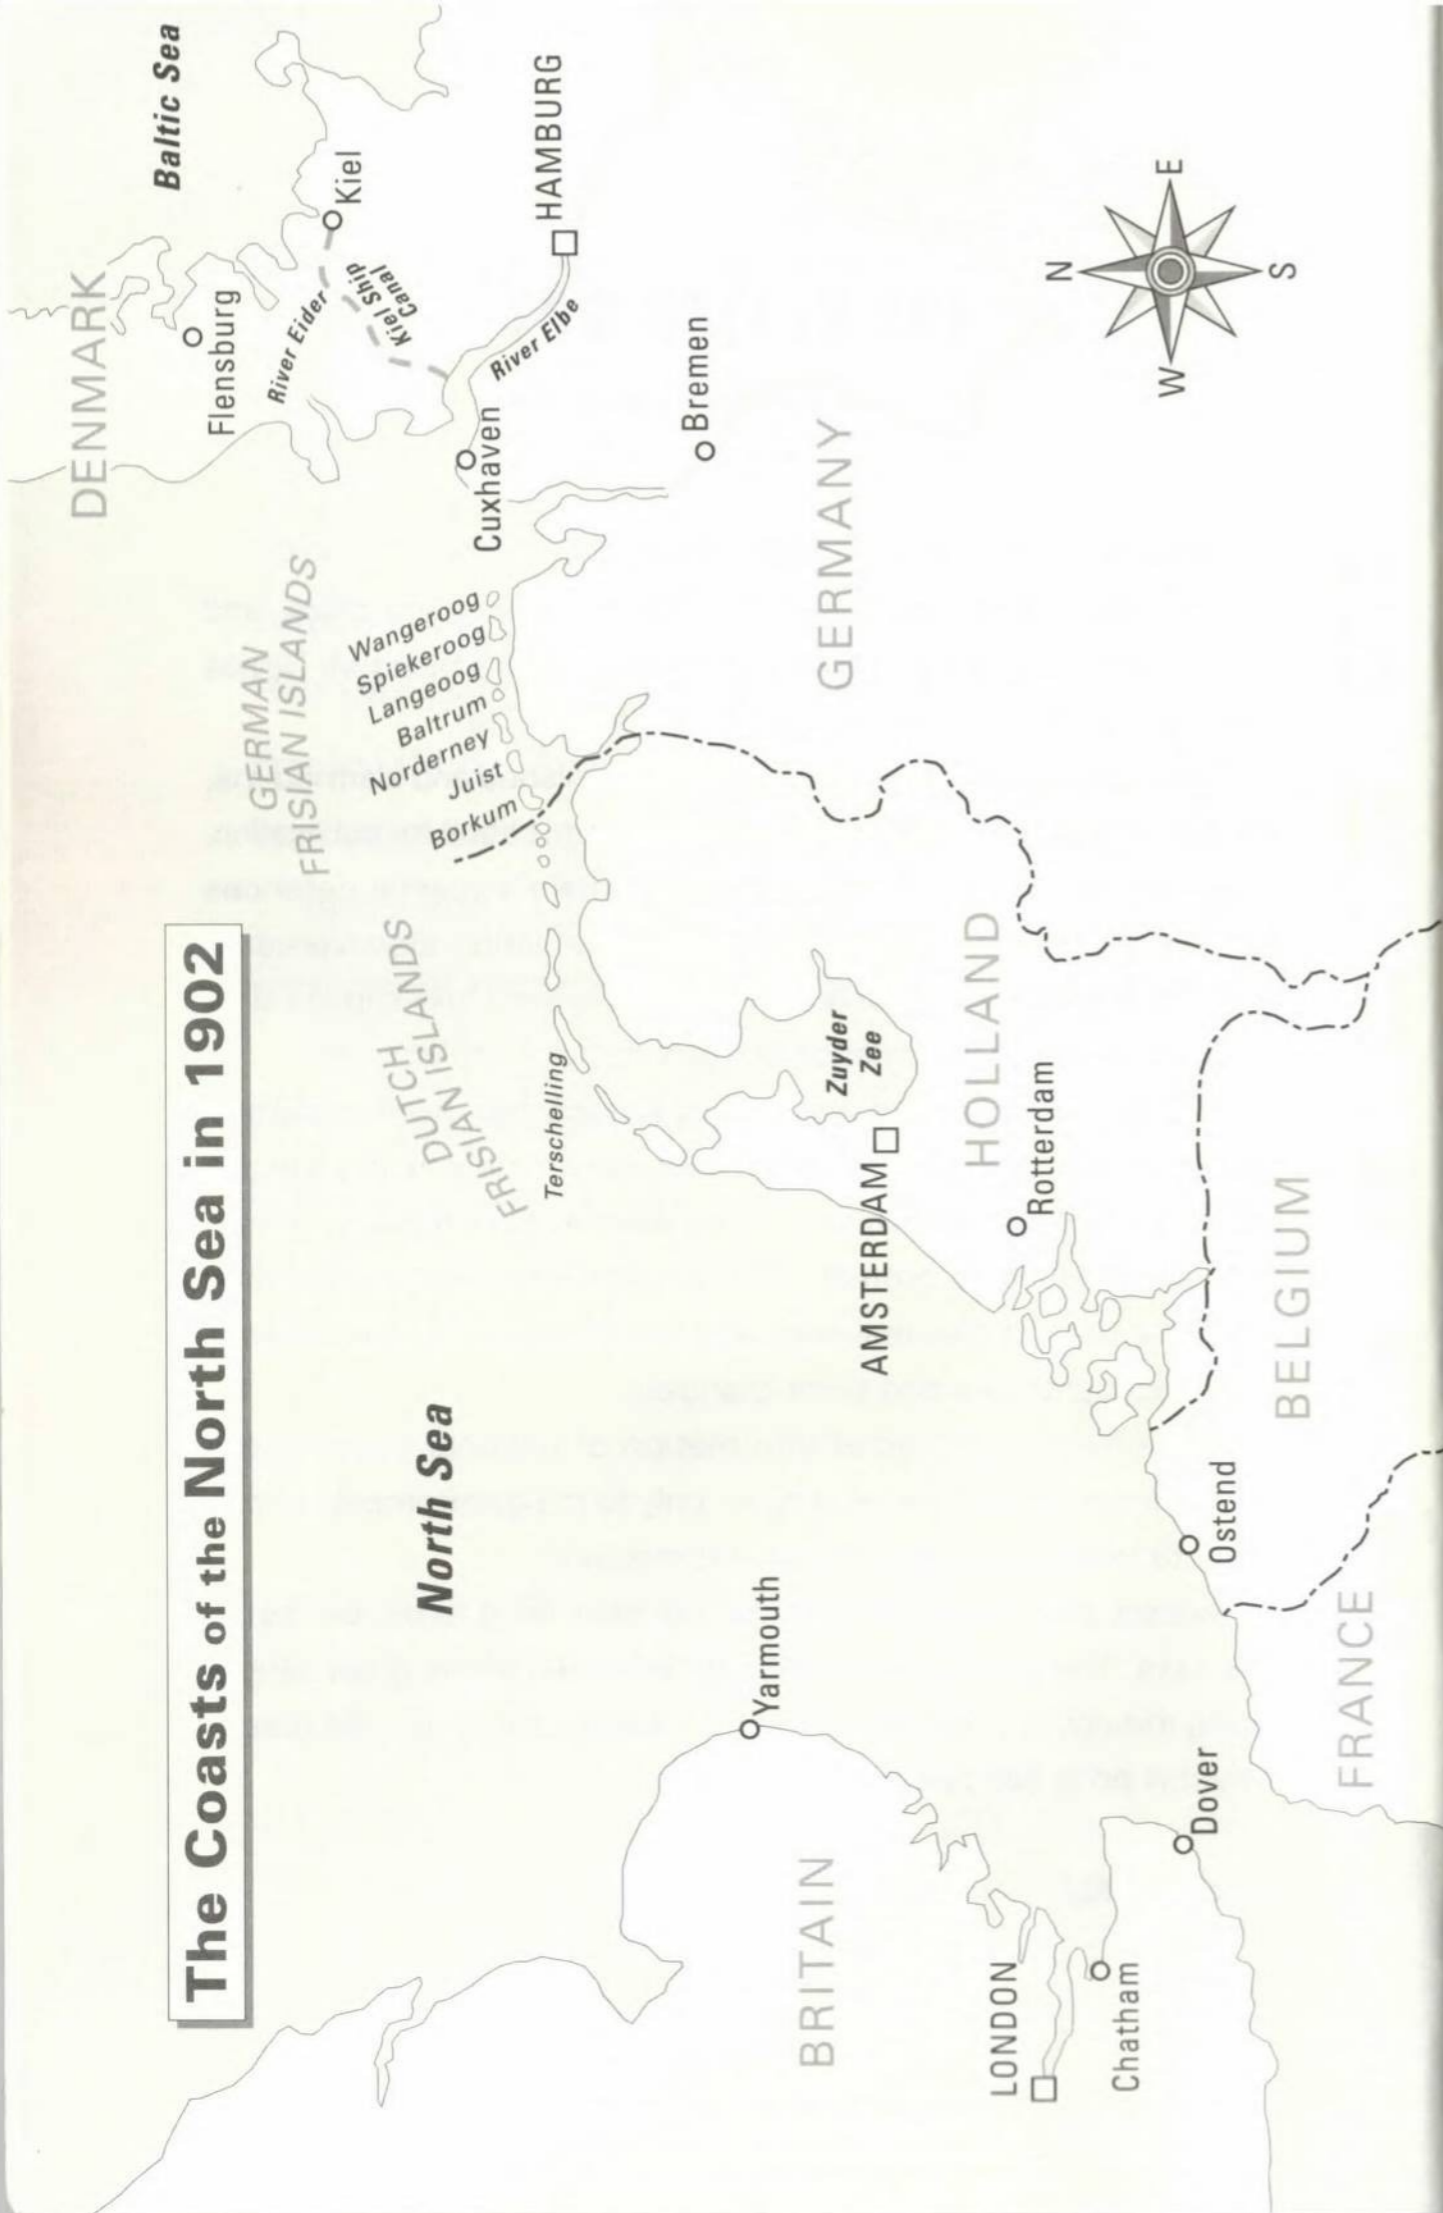 The Coasts of the North Sea in 1902
DENMARK
Baltic Sea
Flensburg
River Eider
Kiel
Kiel Ship
Canal
HAMBURG
River Elbe
Cuxhaven
Bremen
GERMAN
FRISIAN ISLANDS
Wangeroog
Spiekeroog
Langeoog
Baltrum
Norderney
Juist
Borkum
GERMANY
DUTCH
FRISIAN ISLANDS
Terschelling
North Sea
Zuyder
Zee
AMSTERDAM
HOLLAND
Rotterdam
Yarmouth
BRITAIN
LONDON
Chatham
Dover
Ostend
BELGIUM
FRANCE
N
W
E
S